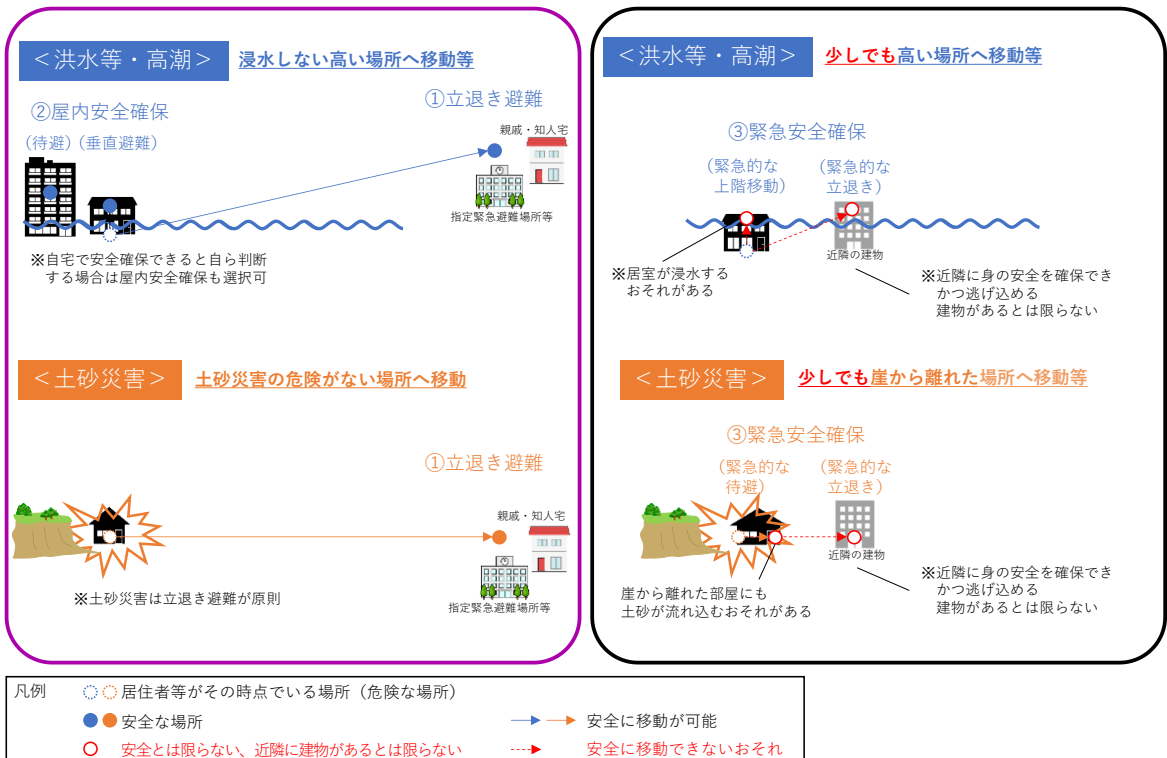 ＜洪水等・高潮＞
浸水しない高い場所へ移動等
①立退き避難
②屋内安全確保
(待避)(垂直避難)
親戚・知人宅
指定緊急避難場所等
※自宅で安全確保できると自ら判断
する場合は屋内安全確保も選択可
＜土砂災害＞
土砂災害の危険がない場所へ移動
①立退き避難
親戚・知人宅
指定緊急避難場所等
※土砂災害は立退き避難が原則
＜洪水等・高潮＞
少しでも高い場所へ移動等
③緊急安全確保
(緊急的な
上階移動)
(緊急的な
立退き)
近隣の建物
※居室が浸水する
おそれがある
※近隣に身の安全を確保でき
かつ逃げ込める
建物があるとは限らない
＜土砂災害＞
少しでも崖から離れた場所へ移動等
③緊急安全確保
(緊急的な
待避)
(緊急的な
立退き)
近隣の建物
崖から離れた部屋にも
土砂が流れ込むおそれがある
※近隣に身の安全を確保でき
かつ逃げ込める
建物があるとは限らない
凡例
居住者等がその時点でいる場所（危険な場所）
安全な場所
安全に移動が可能
安全とは限らない、近隣に建物があるとは限らない
安全に移動できないおそれ